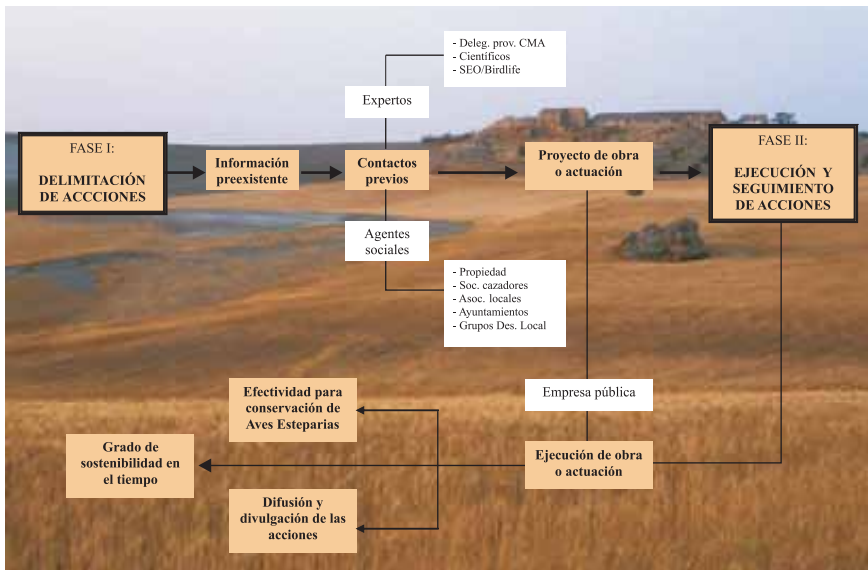 - Deleg. prov. CMA
- Científicos
- SEO/Birdlife
Expertos
FASE I:
DELIMITACIÓN
DE ACCCIONES
Información
preexistente
Contactos
previos
Proyecto de obra
o actuación
FASE II:
EJECUCIÓN Y
SEGUIMIENTO
DE ACCIONES
Agentes
sociales
- Propiedad
- Soc. cazadores
- Asoc. locales
- Ayuntamientos
- Grupos Des. Local
Empresa pública
Efectividad para
conservación de
Aves Esteparias
Grado de
sostenibilidad en
el tiempo
Ejecución de obra
o actuación
Difusión y
divulgación de las
acciones